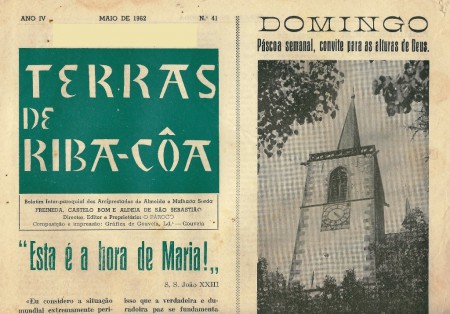 ANO IV MAIO DE 1962 N.º 41
TERRAS
DE
RIBA-CÔA
Boletim Inter-paroquial dos Arciprestados de Almeida e Malhada Sorda
FREINEDA, CASTELO BOM E ALDEIA DE SÃO SEBASTIÃO
Director, Editor e Proprietário: O PÁROCO
Composição e impressão: Gráfica de Gouveia, L.da — Gouveia
“Esta é a hora de Maria!„
S. S. João XXIII
«Eu considero a situação
mundial extremamente peri-
isso que a verdadeira e du-
radoira paz se fundamenta
DOMINGO
Páscoa semanal, convite para as alturas de Deus.